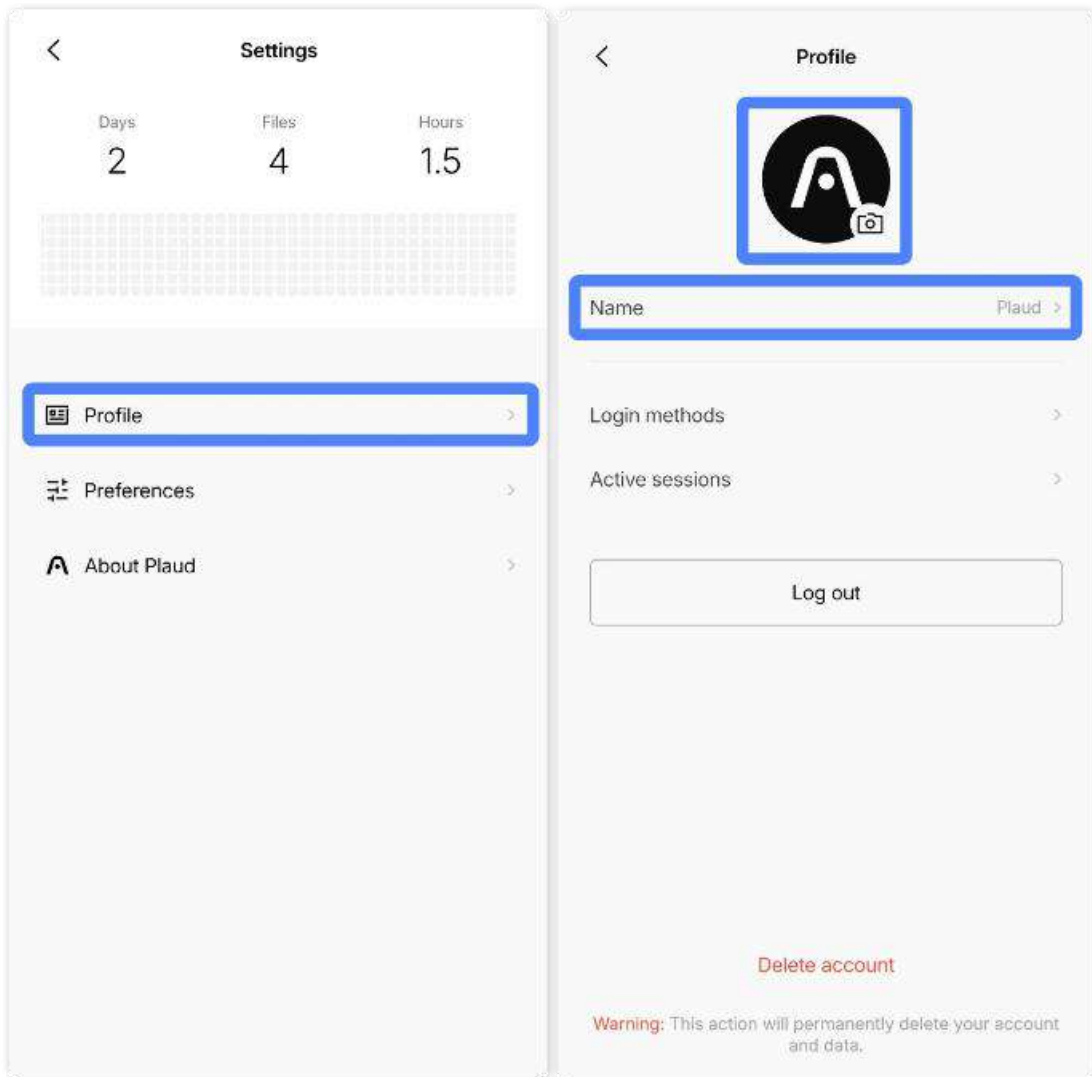 Settings
Days Files Hours
2 4 1.5
Profile
Preferences
About Plaud
Profile
Name Plaud
Login methods
Active sessions
Log out
Delete account
Warning: This action will permanently delete your account
and data.